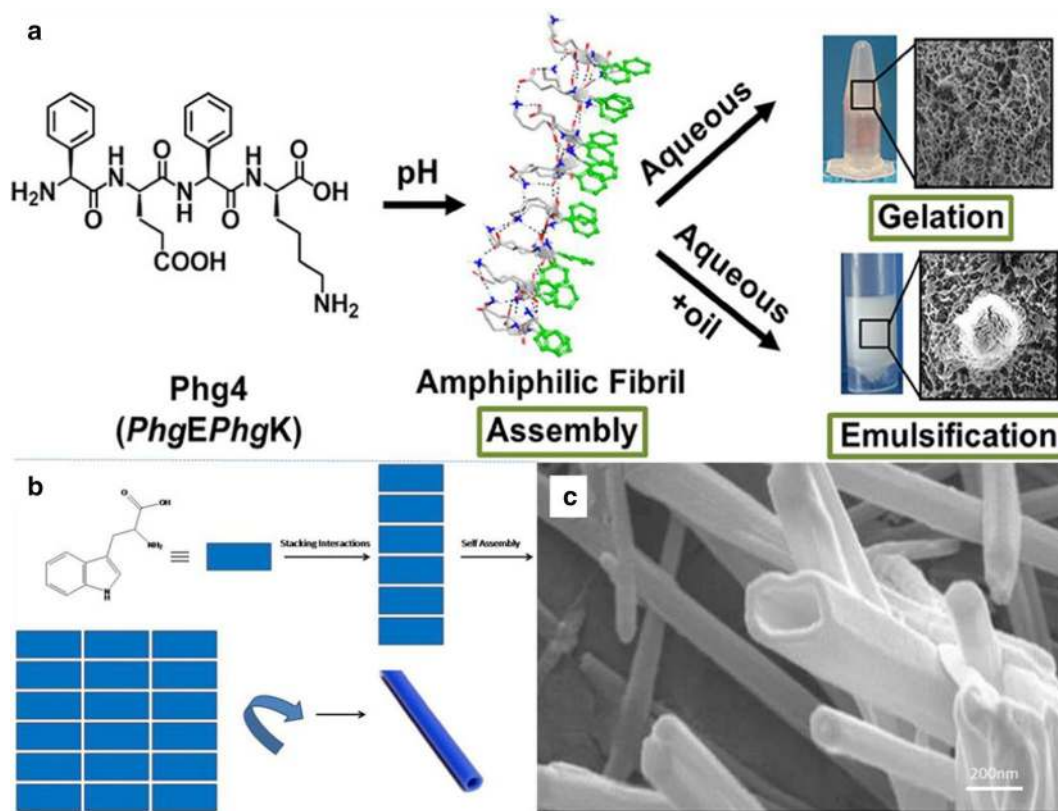 a
H
N
O
H
N
O
OH
H₂N
O
N
H
O
COOH
NH₂
Phg4
(PhgEPhgK)
pH
Amphiphilic Fibril
Assembly
Aqueous
Gelation
Aqueous
+oil
Emulsification
b
O
OH
NH₂
N
H
Stacking Interactions
Self Assembly
c
200nm